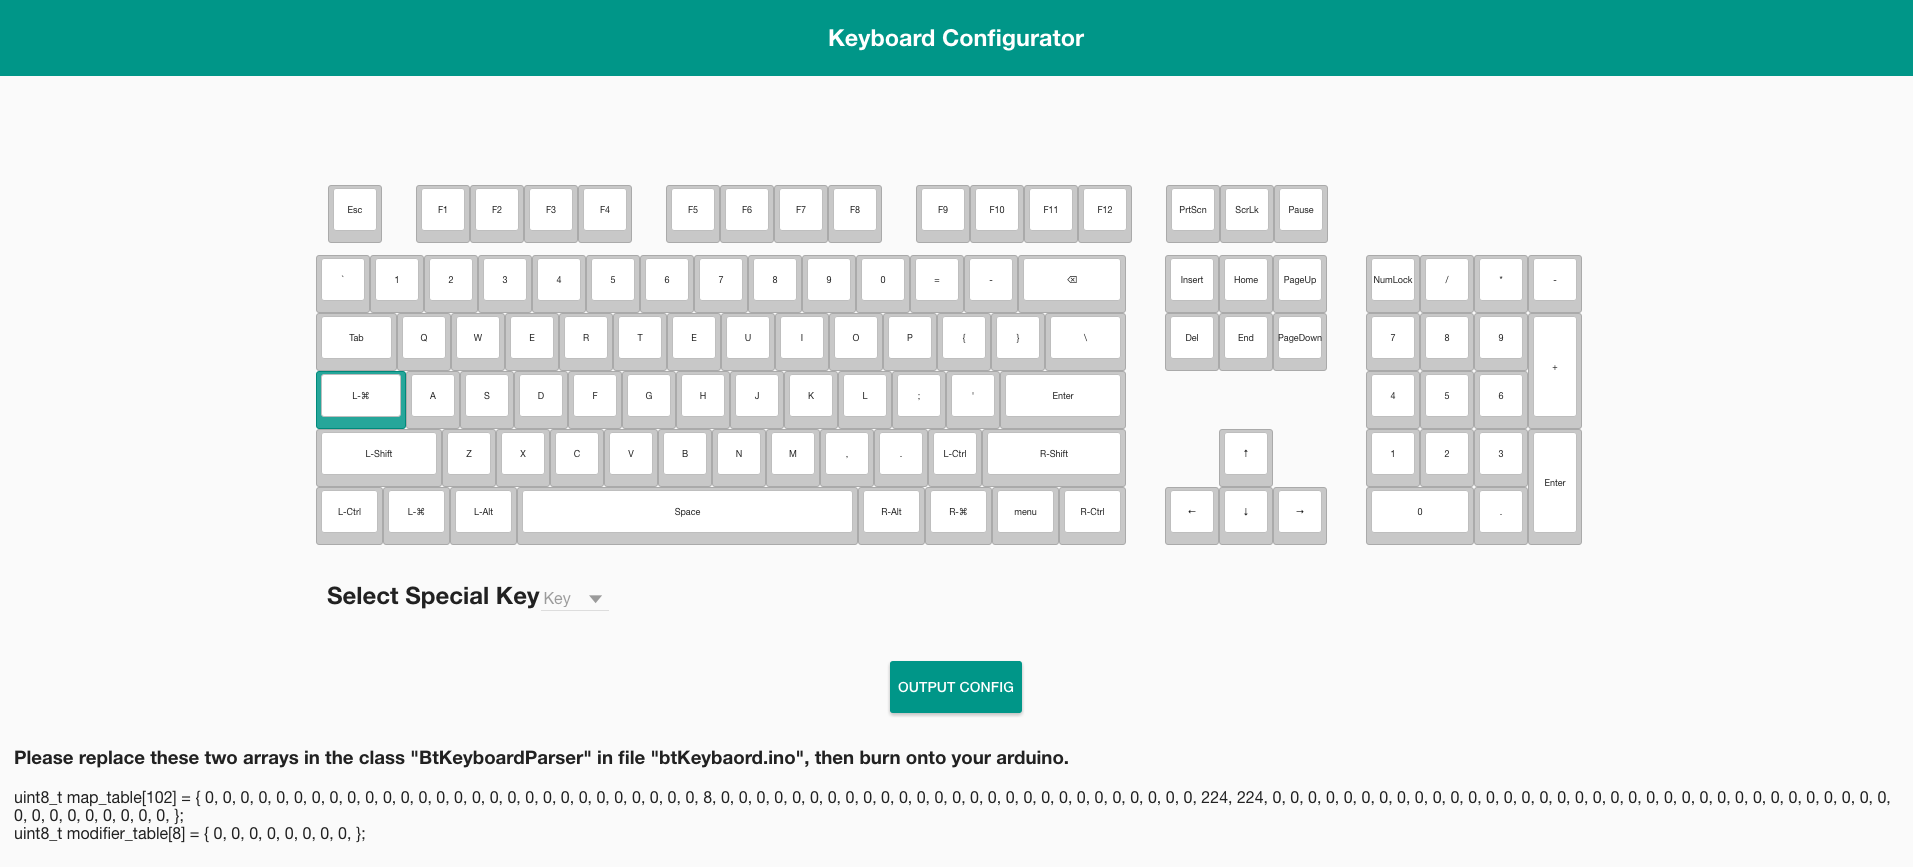 Keyboard Configurator
Esc F1 F2 F3 F4 F5 F6 F7 F8 F9 F10 F11 F12 PrtScn ScrLk Pause
` 1 2 3 4 5 6 7 8 9 0 = - ⌫ Insert Home PageUp NumLock / * -
Tab Q W E R T E U I O P { } \ Del End PageDown 7 8 9 +
L-⌘ A S D F G H J K L ; ' Enter 4 5 6
L-Shift Z X C V B N M , . L-Ctrl R-Shift ↑ 1 2 3 Enter
L-Ctrl L-⌘ L-Alt Space R-Alt R-⌘ menu R-Ctrl ← ↓ → 0 .
Select Special Key Key
OUTPUT CONFIG
Please replace these two arrays in the class "BtKeyboardParser" in file "btKeybaord.ino", then burn onto your arduino.
uint8_t map_table[102] = { 0, 0, 0, 0, 0, 0, 0, 0, 0, 0, 0, 0, 0, 0, 0, 0, 0, 0, 0, 0, 0, 0, 0, 0, 0, 0, 0, 0, 8, 0, 0, 0, 0, 0, 0, 0, 0, 0, 0, 0, 0, 0, 0, 0, 0, 0, 0, 0, 0, 0, 0, 0, 0, 0, 0, 0, 224, 224, 0, 0, 0, 0, 0, 0, 0, 0, 0, 0, 0, 0, 0, 0, 0, 0, 0, 0, 0, 0, 0, 0, 0, 0, 0, 0, 0, 0, 0, 0, 0, 0, 0, 0, 0,
0, 0, 0, 0, 0, 0, 0, 0, 0, };
uint8_t modifier_table[8] = { 0, 0, 0, 0, 0, 0, 0, 0, };